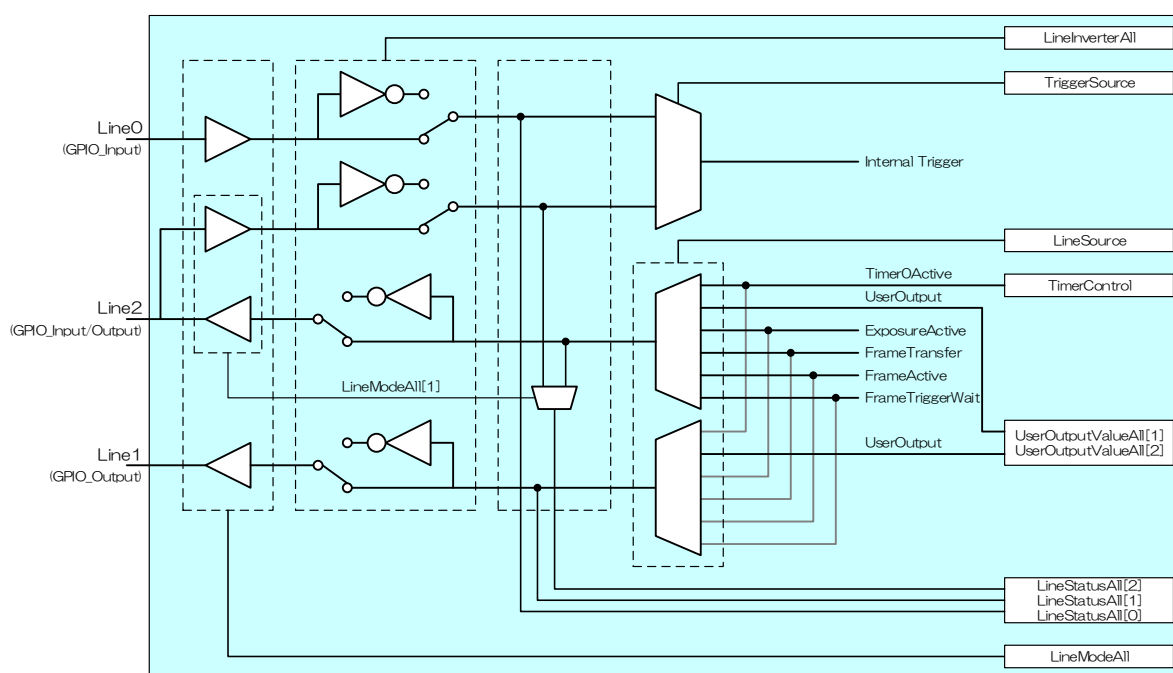 LineInverterAll
TriggerSource
Line0
(GPIO_Input)
Internal Trigger
LineSource
Timer0Active
TimerControl
UserOutput
Line2
(GPIO_Input/Output)
ExposureActive
FrameTransfer
FrameActive
LineModeAll[1]
FrameTriggerWait
UserOutput
UserOutputValueAll[1]
UserOutputValueAll[2]
Line1
(GPIO_Output)
LineStatusAll[2]
LineStatusAll[1]
LineStatusAll[0]
LineModeAll